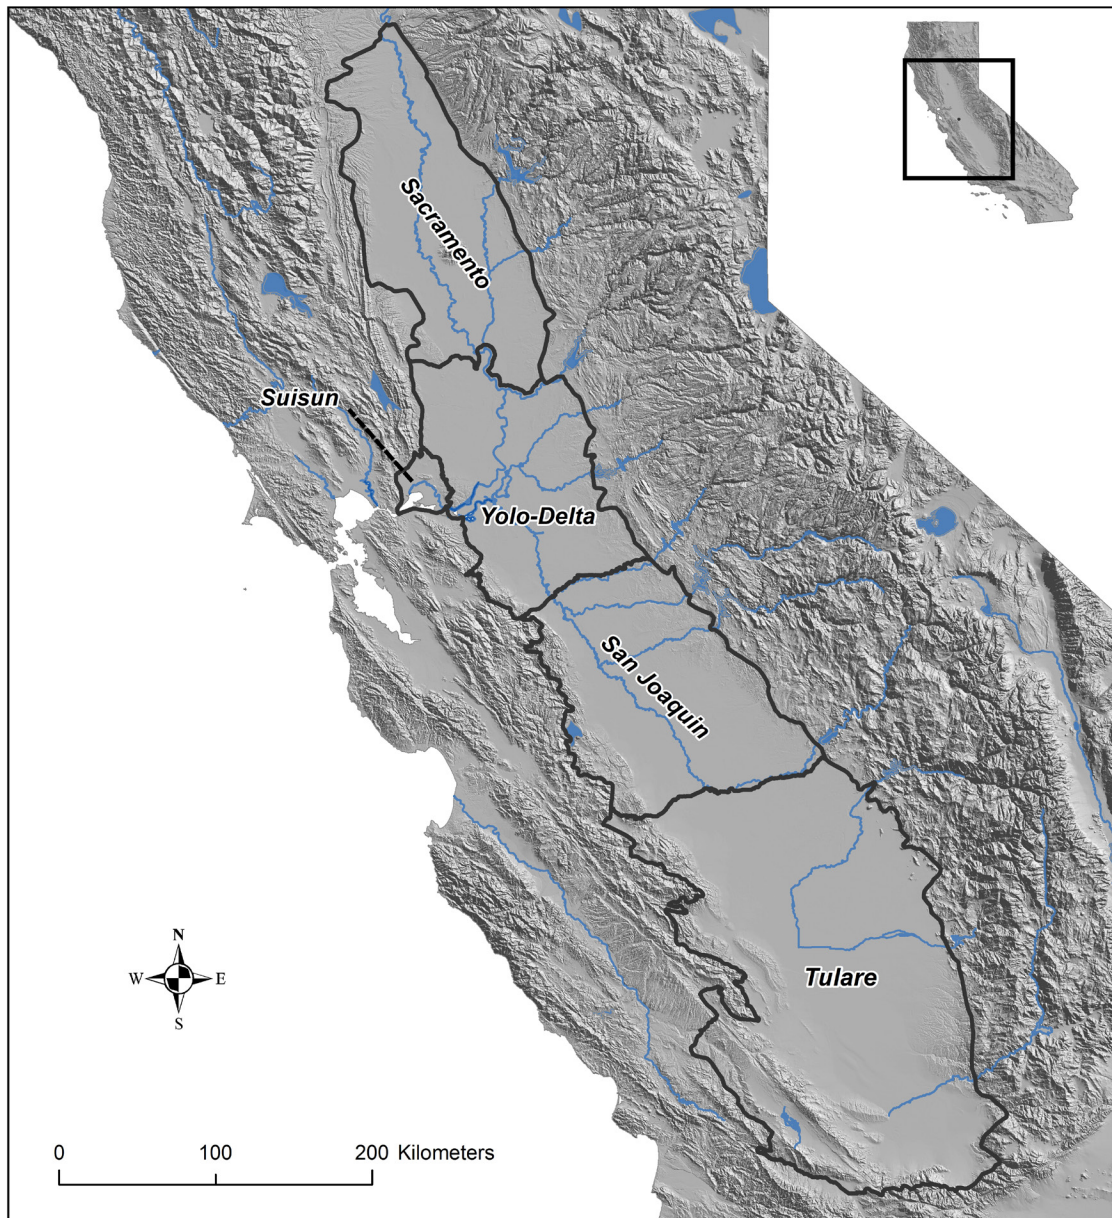 Sacramento
Suisun
Yolo-Delta
San Joaquin
Tulare
N
W E
S
0 100 200 Kilometers